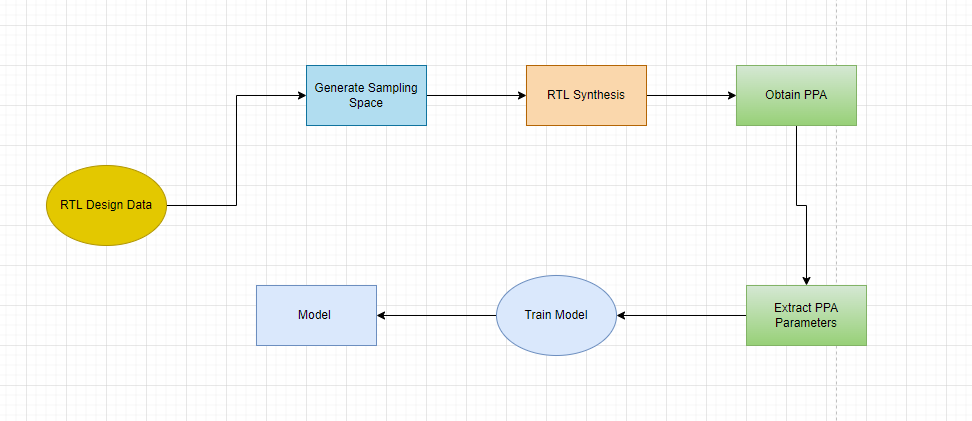 Generate Sampling
Space
RTL Synthesis
Obtain PPA
RTL Design Data
Model
Train Model
Extract PPA
Parameters